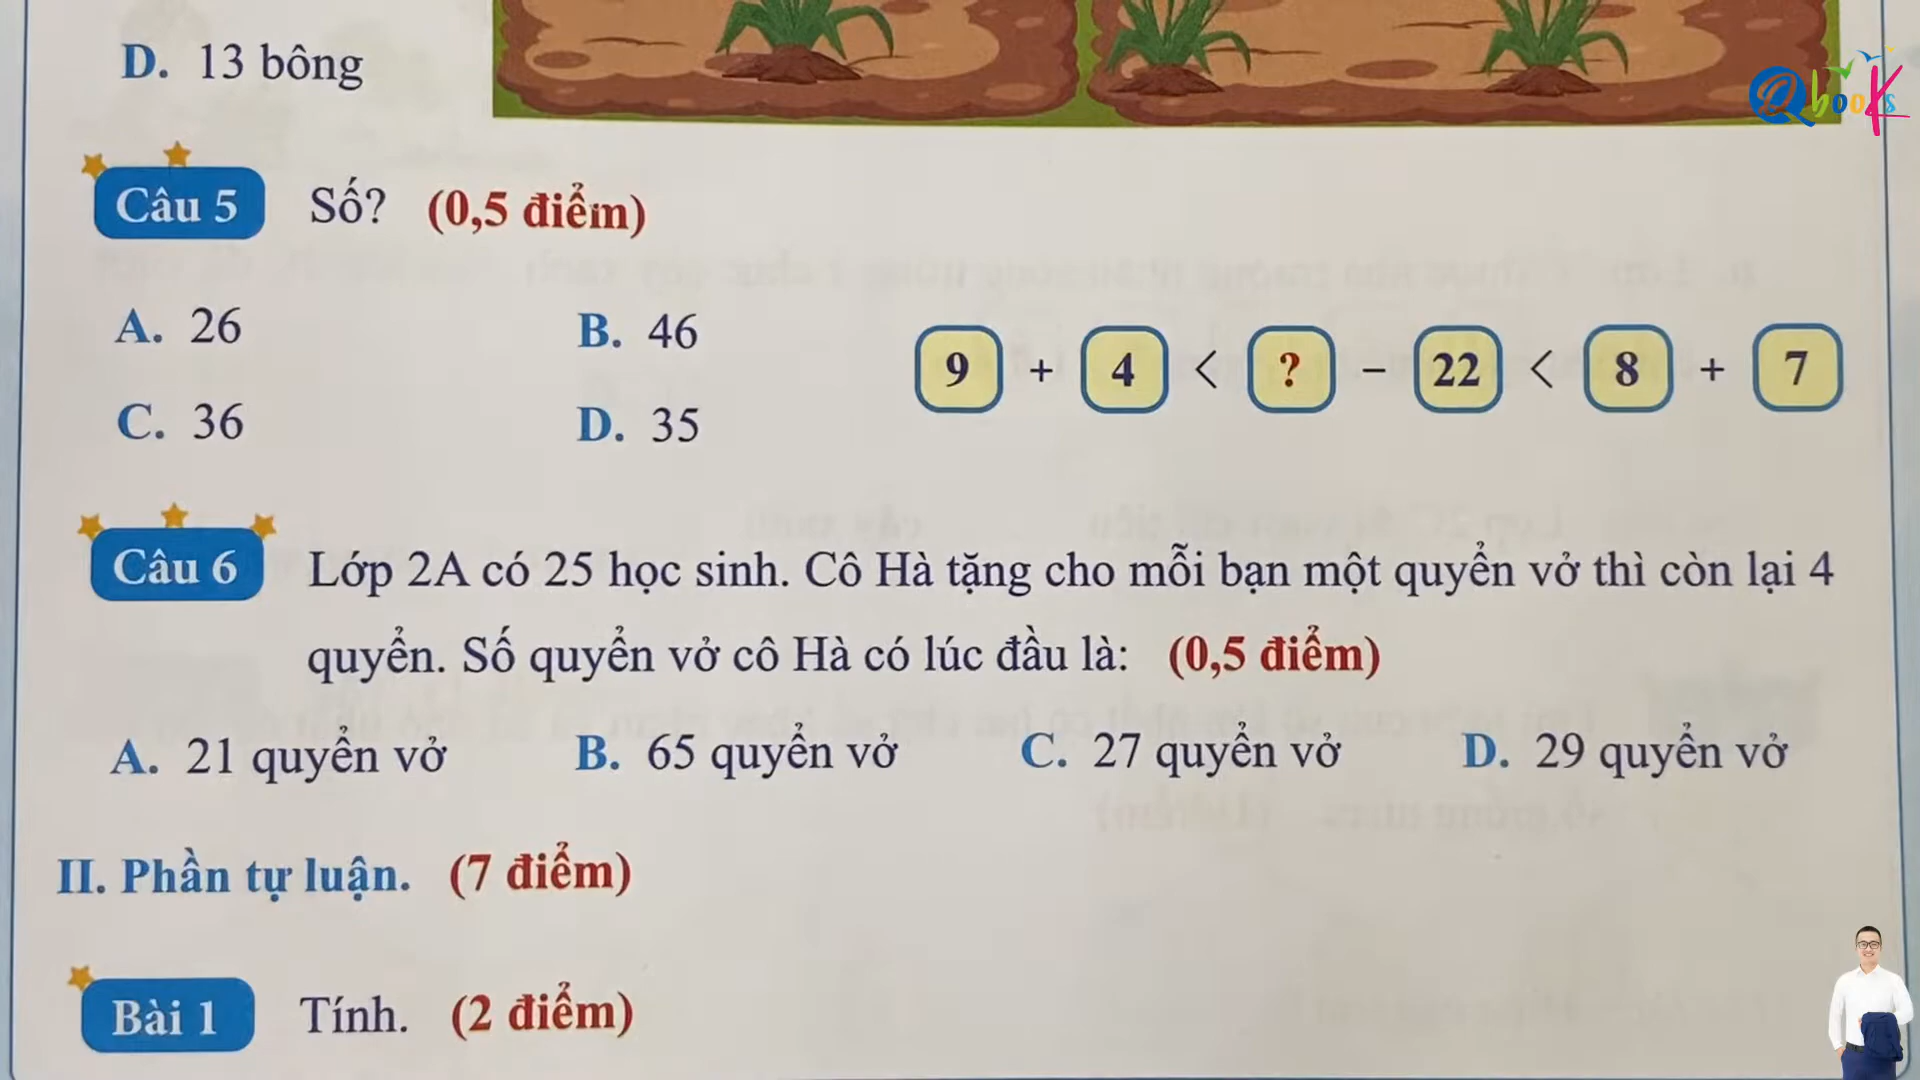 D. 13 bông
Qbooks
Câu 5 Số? (0,5 điểm)
A. 26 B. 46
9 + 4 < ? - 22 < 8 + 7
C. 36 D. 35
Câu 6 Lớp 2A có 25 học sinh. Cô Hà tặng cho mỗi bạn một quyển vở thì còn lại 4
quyển. Số quyển vở cô Hà có lúc đầu là: (0,5 điểm)
A. 21 quyển vở B. 65 quyển vở C. 27 quyển vở D. 29 quyển vở
II. Phần tự luận. (7 điểm)
Bài 1 Tính. (2 điểm)